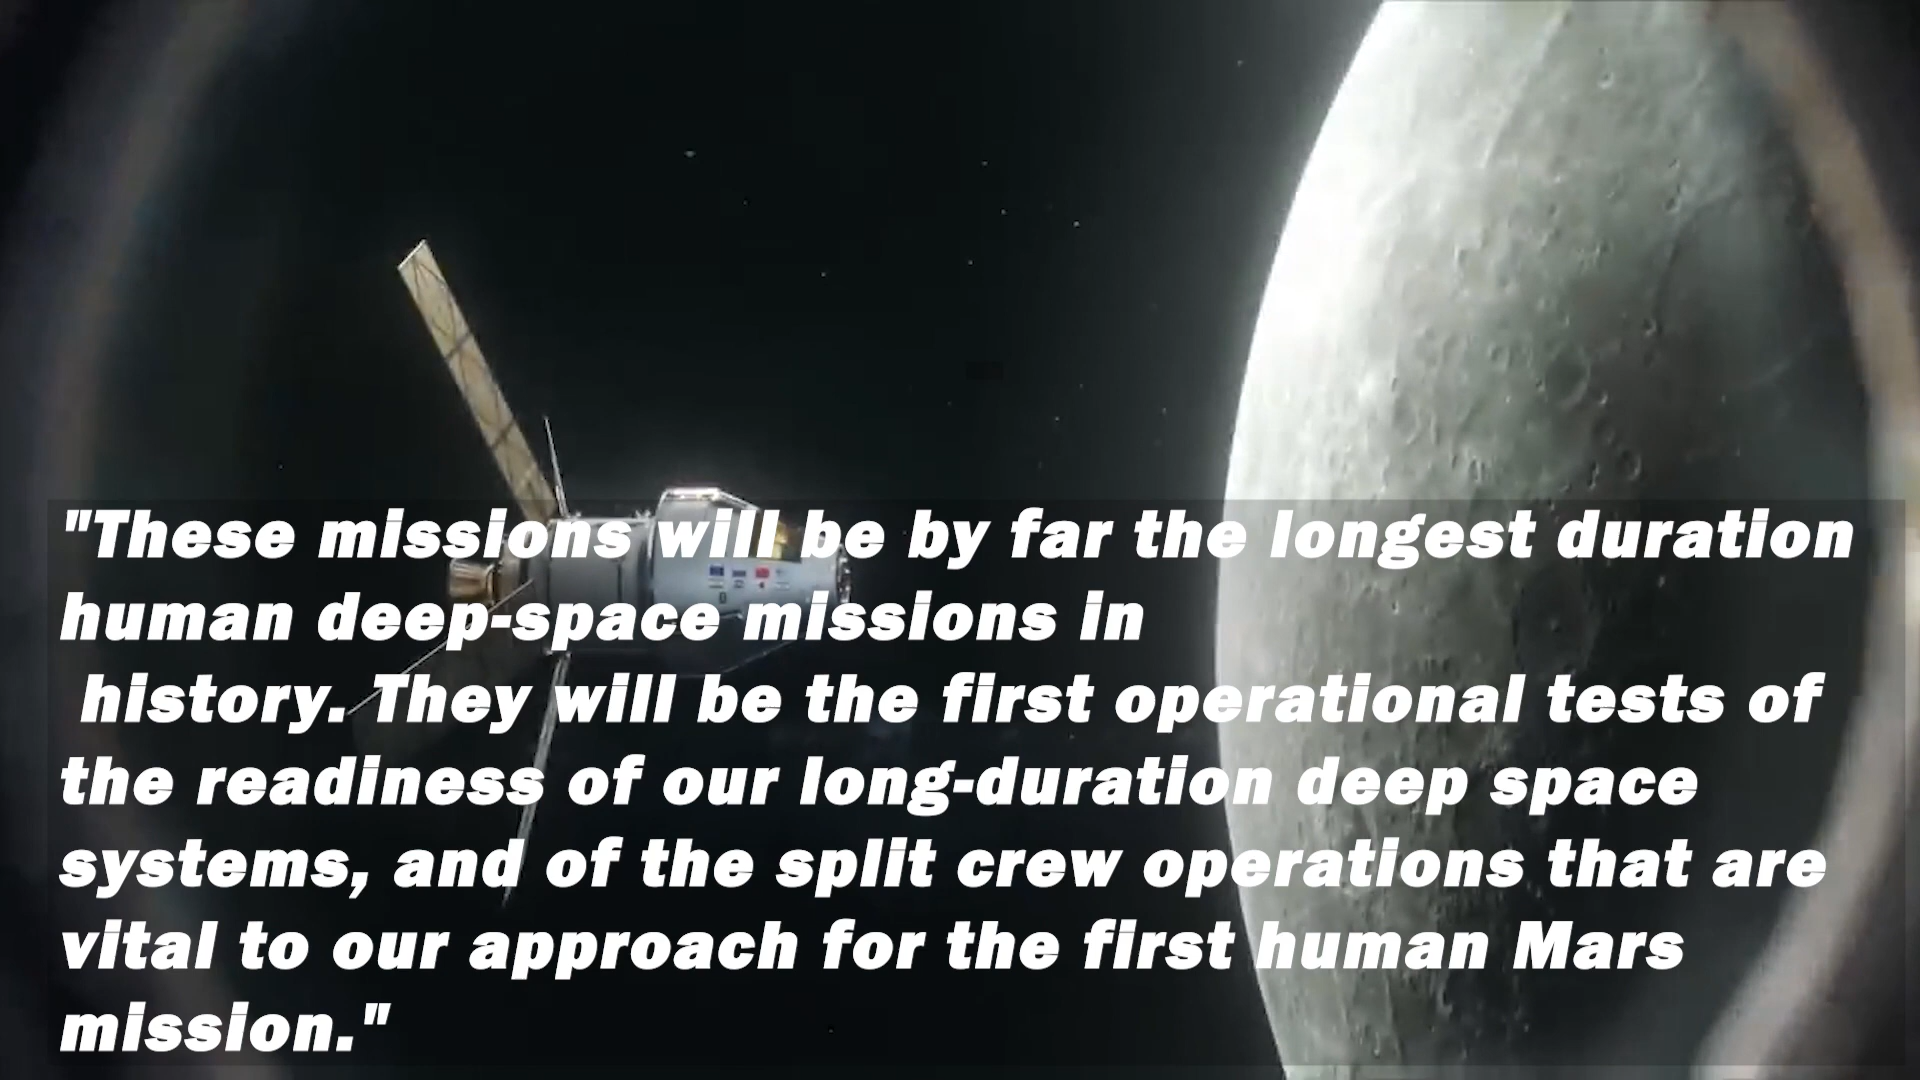 "These missions will be by far the longest duration
human deep-space missions in
history. They will be the first operational tests of
the readiness of our long-duration deep space
systems, and of the split crew operations that are
vital to our approach for the first human Mars
mission."